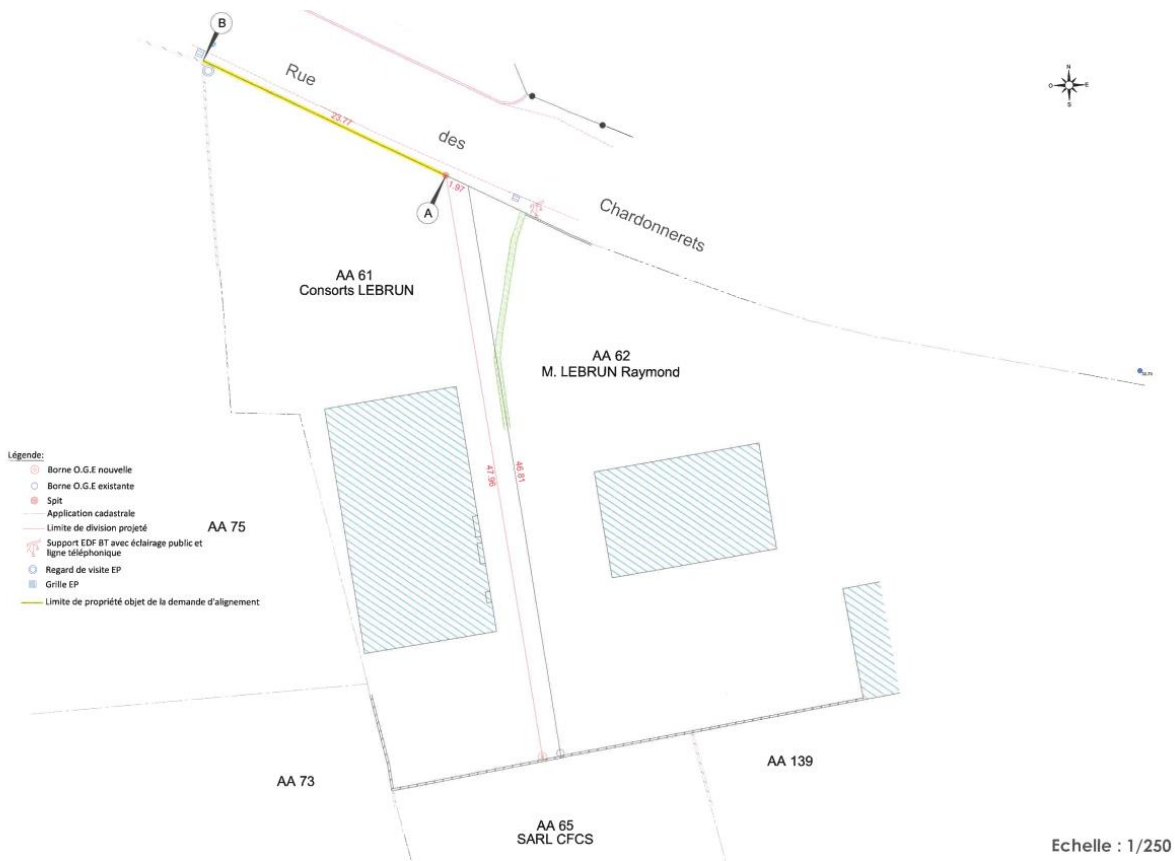 B
Rue
des
Chardonnerets
23.77
1.97
A
N
O
E
S
AA 61
Consorts LEBRUN
AA 62
M. LEBRUN Raymond
47.96
46.81
Légende:
Borne O.G.E nouvelle
Borne O.G.E existante
Spit
Application cadastrale
Limite de division projeté
Support EDF BT avec éclairage public et
ligne téléphonique
Regard de visite EP
Grille EP
Limite de propriété objet de la demande d'alignement
AA 75
AA 73
AA 65
SARL CFCS
AA 139
Echelle : 1/250